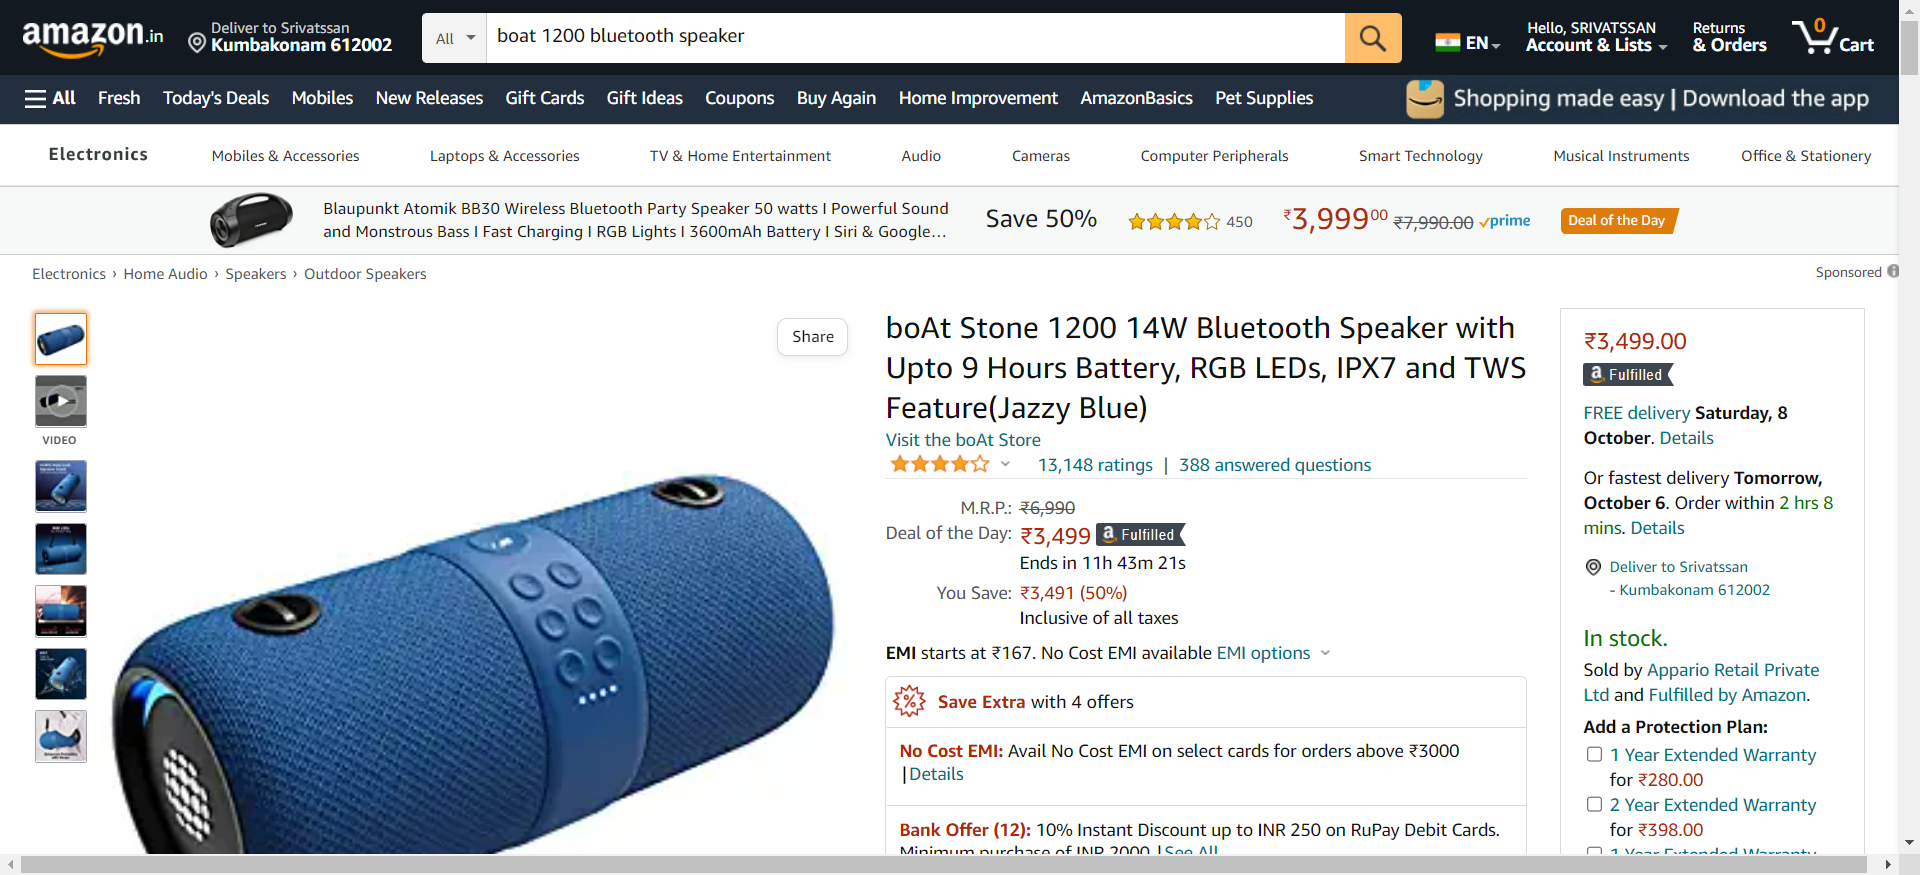 amazon.in
Deliver to Srivatssan
Kumbakonam 612002
All
boat 1200 bluetooth speaker
EN
Hello, SRIVATSSAN
Account & Lists
Returns
& Orders
0
Cart
All Fresh Today's Deals Mobiles New Releases Gift Cards Gift Ideas Coupons Buy Again Home Improvement AmazonBasics Pet Supplies
Shopping made easy | Download the app
Electronics Mobiles & Accessories Laptops & Accessories TV & Home Entertainment Audio Cameras Computer Peripherals Smart Technology Musical Instruments Office & Stationery
Blaupunkt Atomik BB30 Wireless Bluetooth Party Speaker 50 watts I Powerful Sound
and Monstrous Bass I Fast Charging I RGB Lights I 3600mAh Battery I Siri & Google...
Save 50%
450
₹3,99900 ₹7,990.00 prime
Deal of the Day
Electronics › Home Audio › Speakers › Outdoor Speakers
Sponsored
VIDEO
Share
boAt Stone 1200 14W Bluetooth Speaker with
Upto 9 Hours Battery, RGB LEDs, IPX7 and TWS
Feature(Jazzy Blue)
Visit the boAt Store
13,148 ratings | 388 answered questions
M.R.P.: ₹6,990
Deal of the Day: ₹3,499 a Fulfilled
Ends in 11h 43m 21s
You Save: ₹3,491 (50%)
Inclusive of all taxes
EMI starts at ₹167. No Cost EMI available EMI options
Save Extra with 4 offers
No Cost EMI: Avail No Cost EMI on select cards for orders above ₹3000
|Details
Bank Offer (12): 10% Instant Discount up to INR 250 on RuPay Debit Cards.
Minimum purchase of INR 2000 |See All
₹3,499.00
a Fulfilled
FREE delivery Saturday, 8
October. Details
Or fastest delivery Tomorrow,
October 6. Order within 2 hrs 8
mins. Details
Deliver to Srivatssan
- Kumbakonam 612002
In stock.
Sold by Appario Retail Private
Ltd and Fulfilled by Amazon.
Add a Protection Plan:
1 Year Extended Warranty
for ₹280.00
2 Year Extended Warranty
for ₹398.00
1 Year Extended Warranty